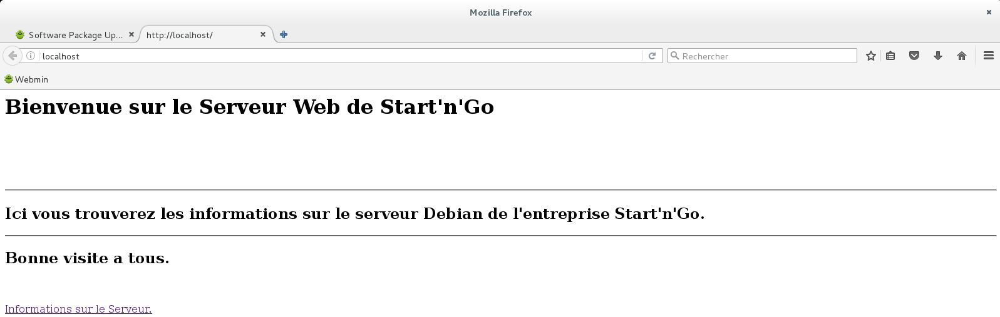 Mozilla Firefox
Software Package Up...
http://localhost/
localhost
Rechercher
Webmin
Bienvenue sur le Serveur Web de Start'n'Go
Ici vous trouverez les informations sur le serveur Debian de l'entreprise Start'n'Go.
Bonne visite a tous.
Informations sur le Serveur.